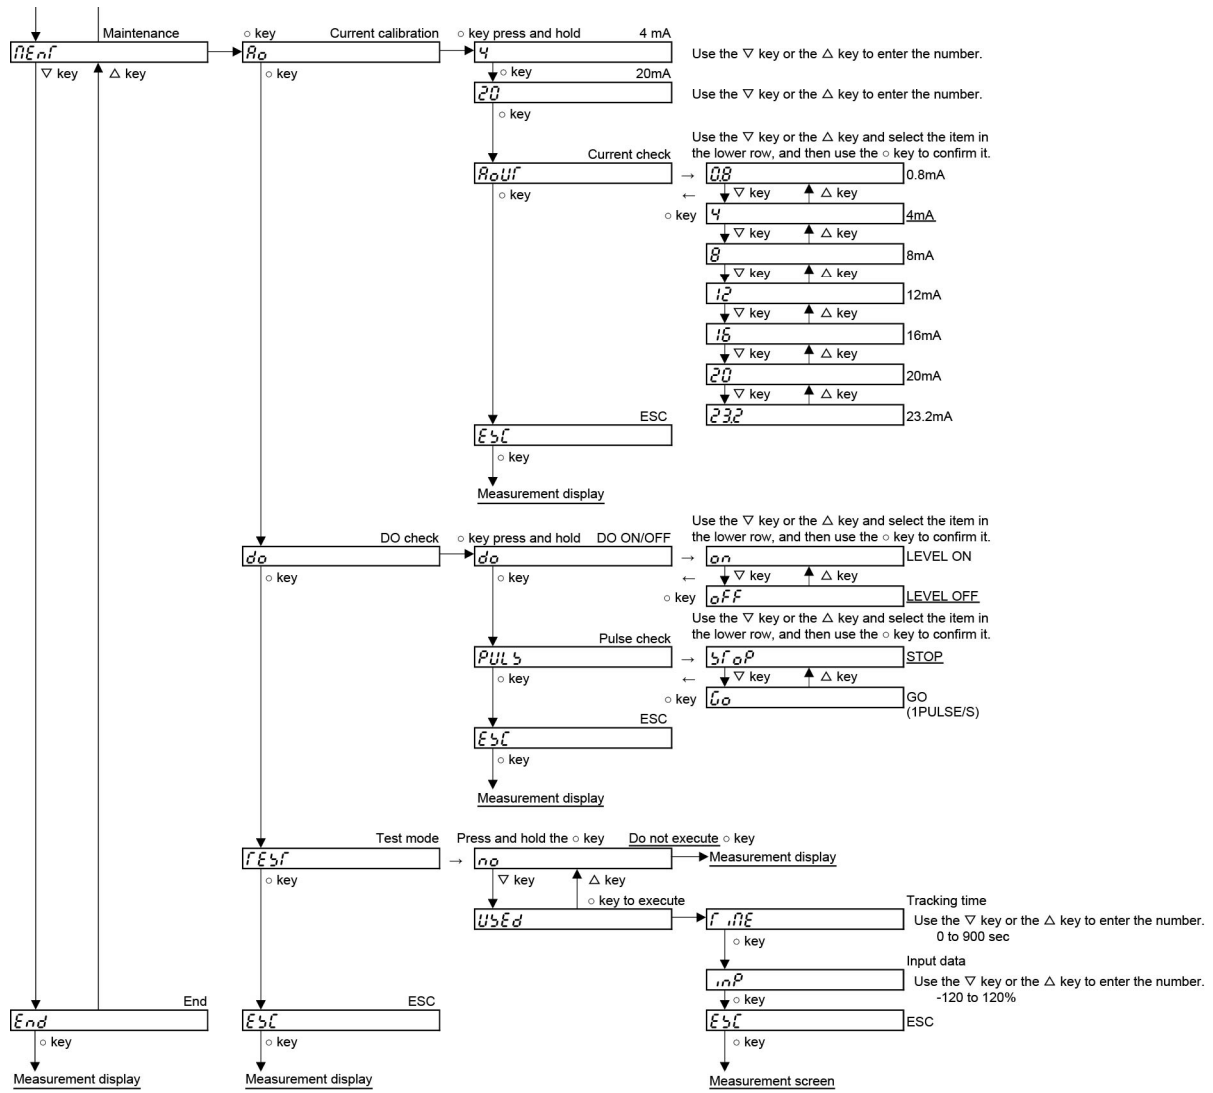 Maintenance
○ key
Current calibration
○ key press and hold
4 mA
MEnT
Ao
4
Use the ▽ key or the △ key to enter the number.
▽ key
△ key
○ key
○ key
20mA
20
Use the ▽ key or the △ key to enter the number.
○ key
Use the ▽ key or the △ key and select the item in
the lower row, and then use the ○ key to confirm it.
Current check
AoUT
→
0.8
0.8mA
○ key
←
▽ key
△ key
○ key
4
4mA
▽ key
△ key
8
8mA
▽ key
△ key
12
12mA
▽ key
△ key
16
16mA
▽ key
△ key
20
20mA
▽ key
△ key
23.2
23.2mA
ESC
ESC
○ key
Measurement display
Use the ▽ key or the △ key and select the item in
the lower row, and then use the ○ key to confirm it.
DO check
○ key press and hold
DO ON/OFF
do
do
→
on
LEVEL ON
○ key
○ key
←
▽ key
△ key
○ key
oFF
LEVEL OFF
Use the ▽ key or the △ key and select the item in
the lower row, and then use the ○ key to confirm it.
Pulse check
PULS
→
SToP
STOP
○ key
←
▽ key
△ key
○ key
Go
GO
(1PULSE/S)
ESC
ESC
○ key
Measurement display
Test mode
Press and hold the ○ key
Do not execute ○ key
TEST
→
no
Measurement display
○ key
▽ key
△ key
○ key to execute
USEd
Tracking time
TiME
Use the ▽ key or the △ key to enter the number.
0 to 900 sec
○ key
Input data
inP
Use the ▽ key or the △ key to enter the number.
-120 to 120%
○ key
End
End
ESC
ESC
ESC
ESC
○ key
○ key
Measurement display
Measurement display
Measurement screen